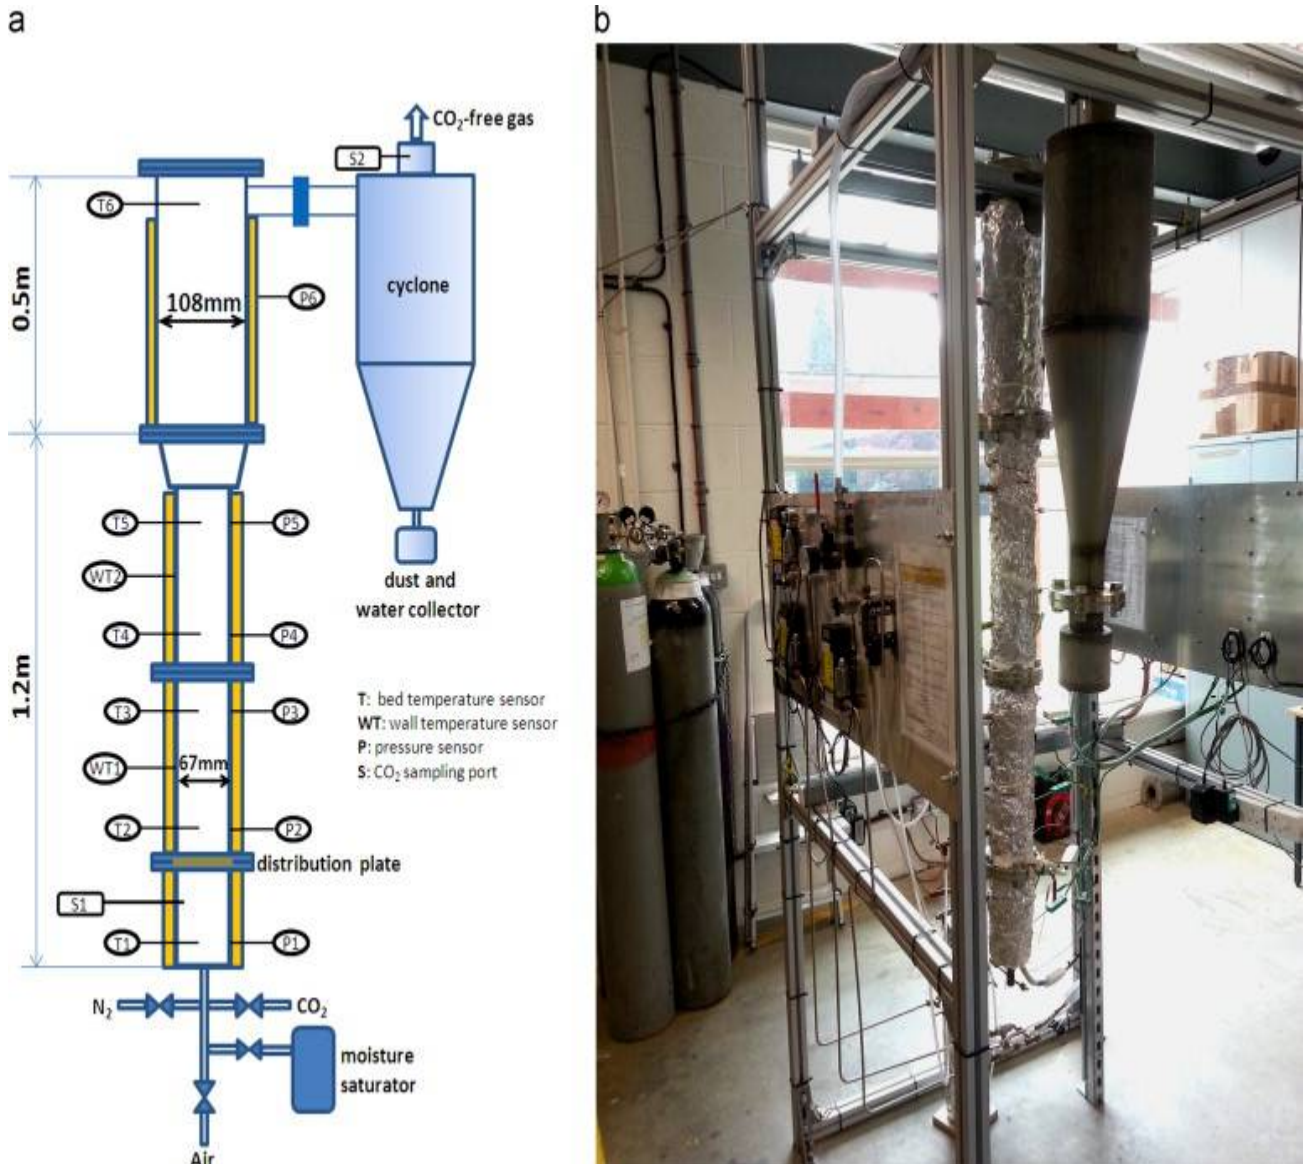 a
b
CO₂-free gas
S2
T6
0.5m
108mm
P6
cyclone
T5
P5
WT2
dust and
water collector
T4
P4
1.2m
T: bed temperature sensor
WT: wall temperature sensor
P: pressure sensor
S: CO₂ sampling port
T3
P3
WT1
67mm
T2
P2
distribution plate
S1
T1
P1
N₂
CO₂
moisture
saturator
Air